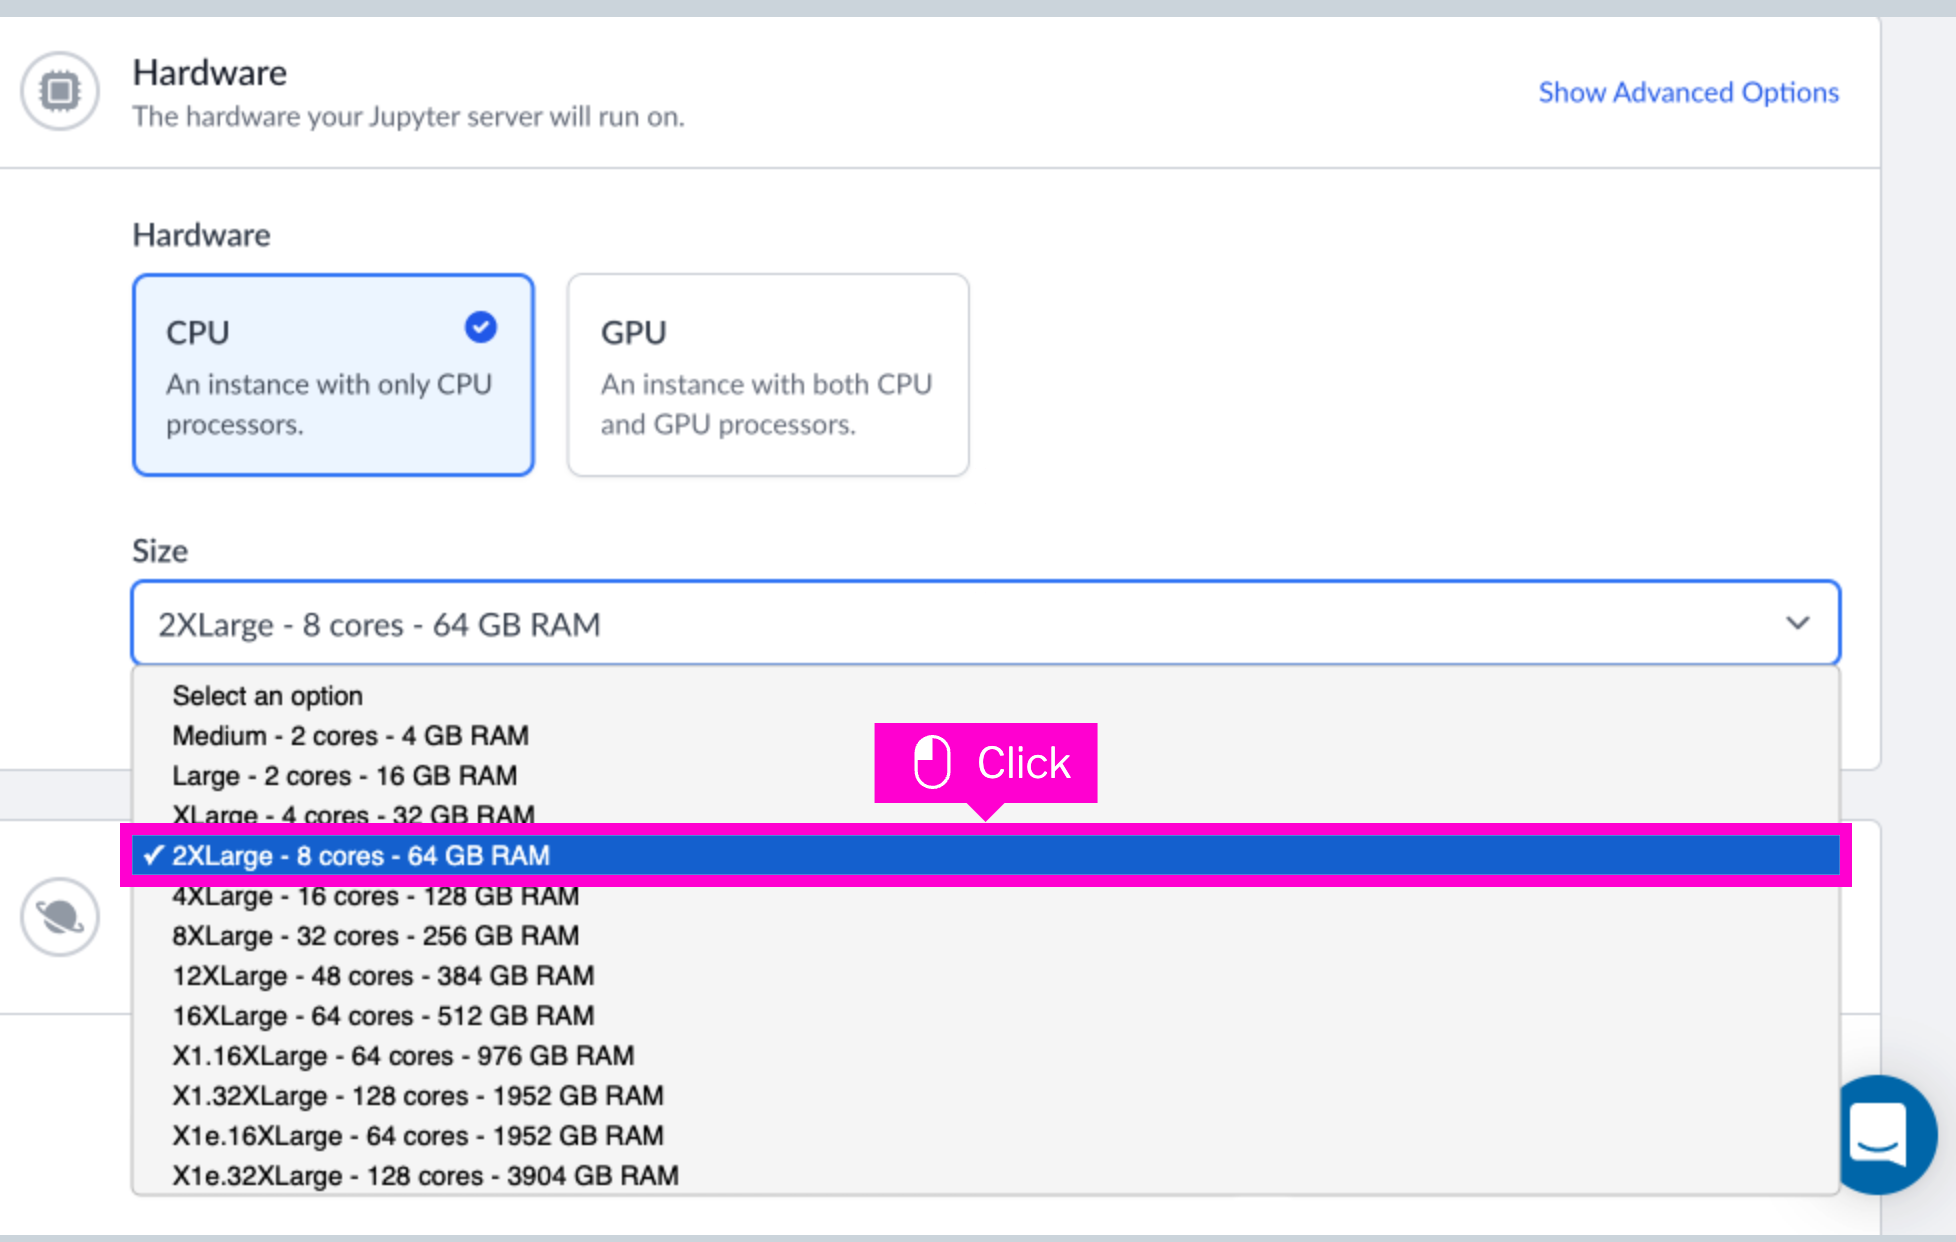 Hardware
The hardware your Jupyter server will run on.
Show Advanced Options
Hardware
CPU
An instance with only CPU
processors.
GPU
An instance with both CPU
and GPU processors.
Size
2XLarge - 8 cores - 64 GB RAM
Select an option
Medium - 2 cores - 4 GB RAM
Large - 2 cores - 16 GB RAM
Click
XLarge - 4 cores - 32 GB RAM
✓ 2XLarge - 8 cores - 64 GB RAM
4XLarge - 16 cores - 128 GB RAM
8XLarge - 32 cores - 256 GB RAM
12XLarge - 48 cores - 384 GB RAM
16XLarge - 64 cores - 512 GB RAM
X1.16XLarge - 64 cores - 976 GB RAM
X1.32XLarge - 128 cores - 1952 GB RAM
X1e.16XLarge - 64 cores - 1952 GB RAM
X1e.32XLarge - 128 cores - 3904 GB RAM